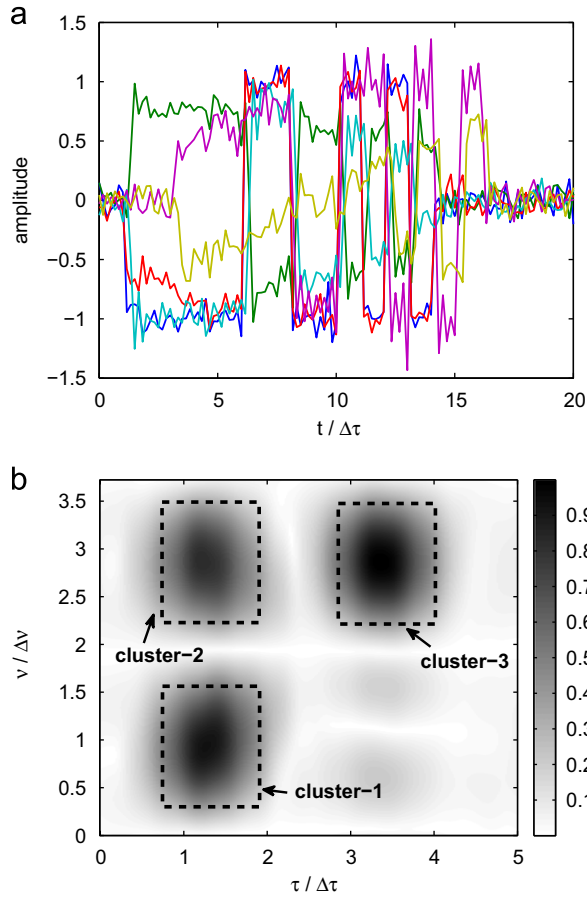 a
1.5
1
0.5
0
−0.5
−1
−1.5
amplitude
0 5 10 15 20
t / Δτ
b
3.5
3
2.5
2
1.5
1
0.5
0
ν / Δν
cluster−2
cluster−3
cluster−1
0 1 2 3 4 5
τ / Δτ
0.9
0.8
0.7
0.6
0.5
0.4
0.3
0.2
0.1